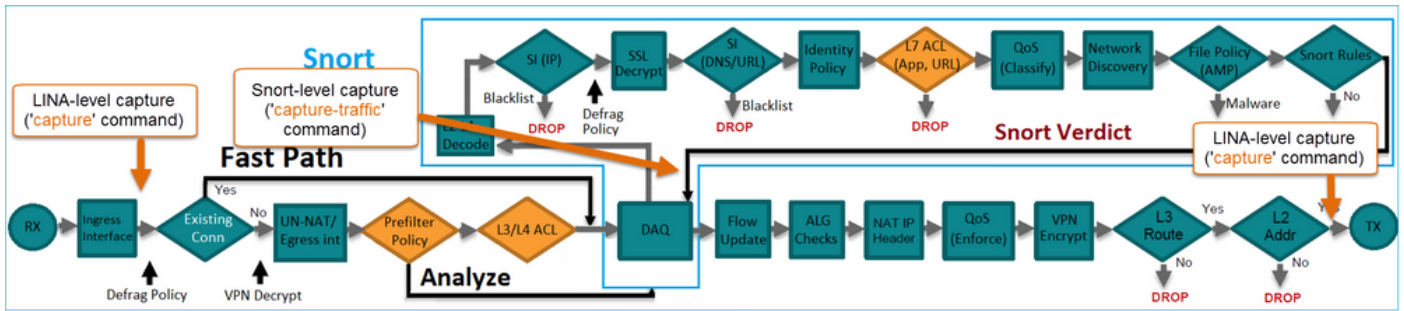 Snort
SI (IP)
SSL
Decrypt
SI
(DNS/URL)
Identity
Policy
L7 ACL
(App, URL)
QoS
(Classify)
Network
Discovery
File Policy
(AMP)
Snort Rules
Snort-level capture
('capture-traffic'
command)
LINA-level capture
('capture' command)
Blacklist
DROP
Defrag
Policy
Blacklist
DROP
DROP
Malware
DROP
No
Decode
Snort Verdict
LINA-level capture
('capture' command)
Fast Path
Yes
RX
Ingress
Interface
Existing
Conn
No
UN-NAT/
Egress int
Prefilter
Policy
L3/L4 ACL
DAQ
Flow
Update
ALG
Checks
NAT IP
Header
QoS
(Enforce)
VPN
Encrypt
L3
Route
Yes
L2
Addr
TX
Analyze
Defrag Policy
VPN Decrypt
No
DROP
No
DROP